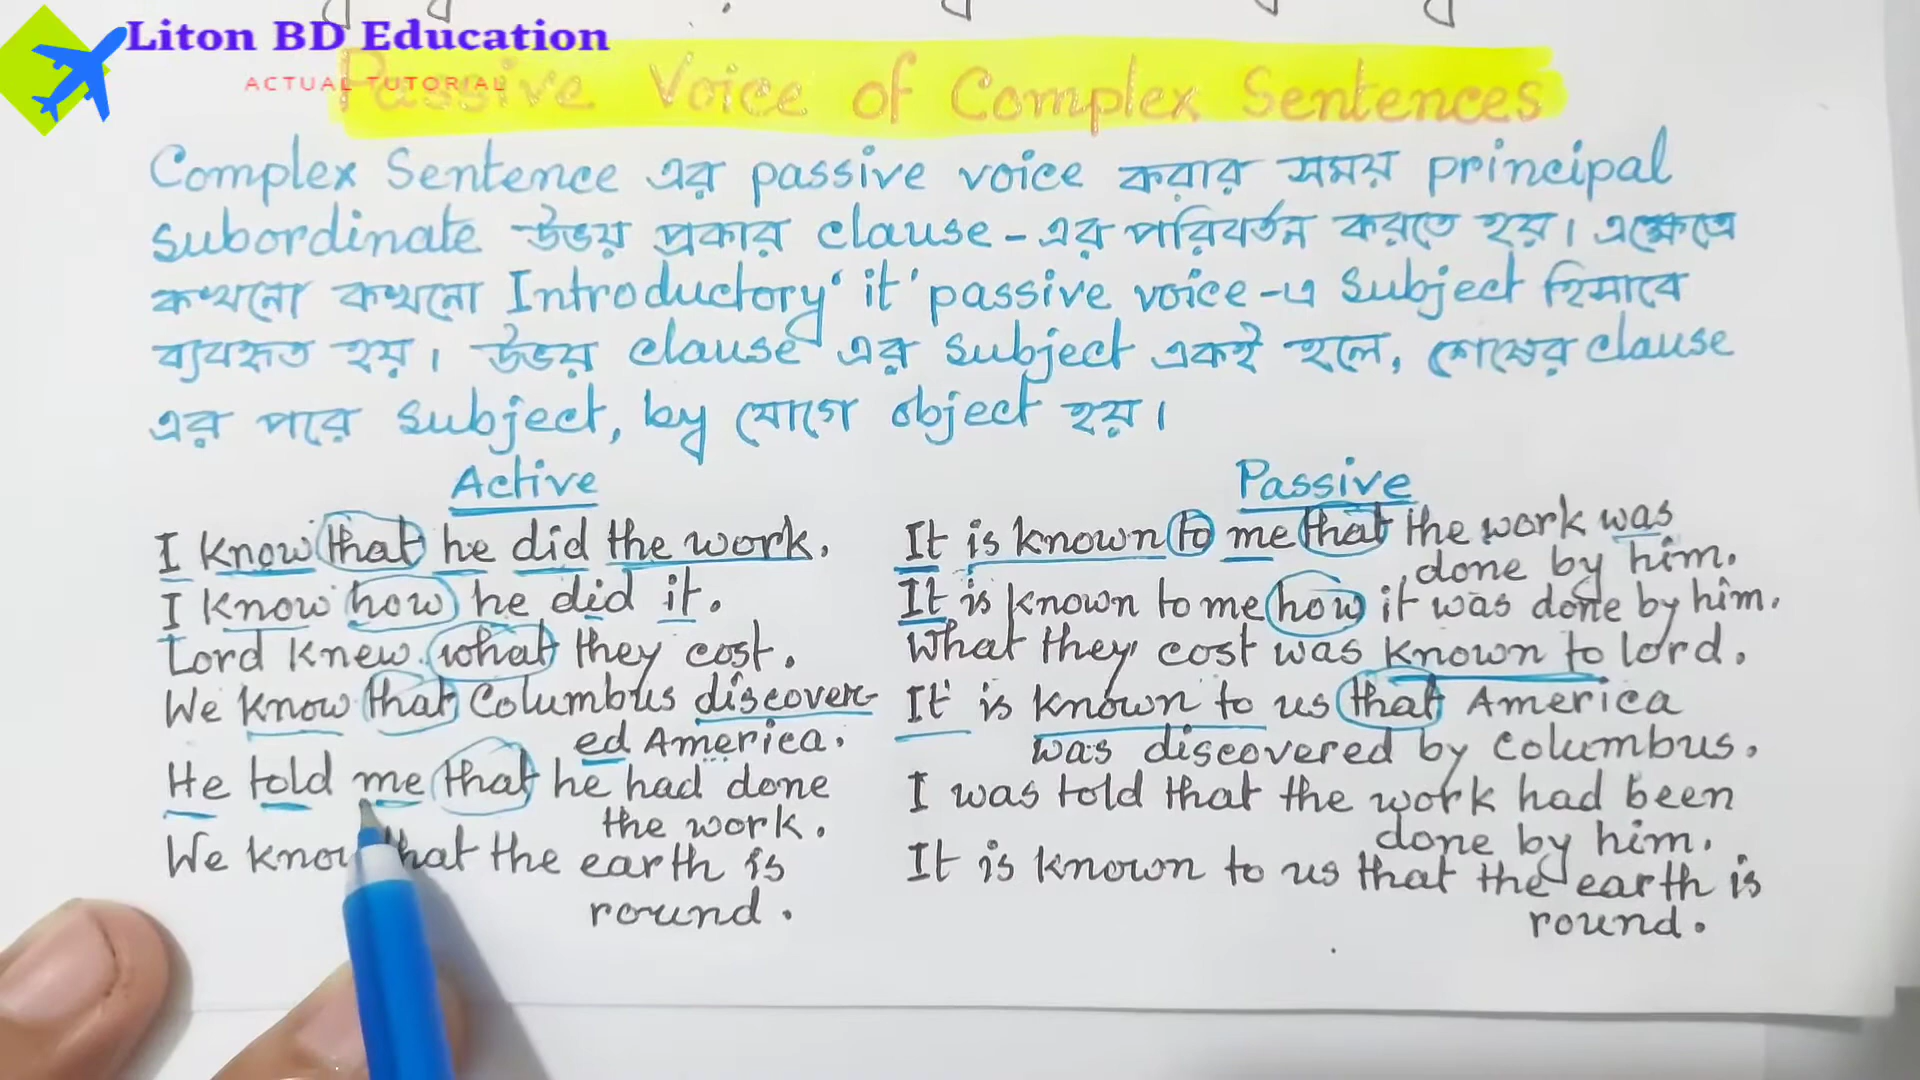 Liton BD Education
ACTUAL TUTORIAL
Passive Voice of Complex Sentences
Complex Sentence এর passive voice করার সময় principal
subordinate উভয় প্রকার clause-এর পরিবর্তন করতে হয়। এক্ষেত্রে
কখনো কখনো Introductory 'it' passive voice-এ subject হিসাবে
ব্যবহৃত হয়। উভয় clause এর subject একই হলে, শেষের clause
এর পরে subject, by যোগে object হয়।
Active
I know that he did the work.
I know how he did it.
Lord knew what they cost.
We know that Columbus discover-
ed America.
He told me that he had done
the work.
We know that the earth is
round.
Passive
It is known to me that the work was
done by him.
It is known to me how it was done by him.
What they cost was known to lord.
It is known to us that America
was discovered by Columbus.
I was told that the work had been
done by him.
It is known to us that the earth is
round.